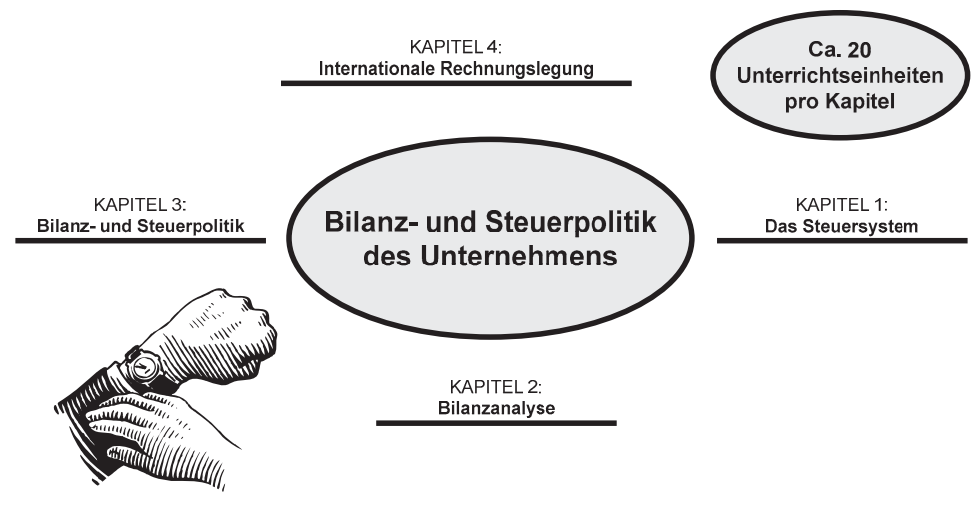 KAPITEL 4:
Internationale Rechnungslegung
Ca. 20
Unterrichtseinheiten
pro Kapitel
KAPITEL 3:
Bilanz- und Steuerpolitik
Bilanz- und Steuerpolitik
des Unternehmens
KAPITEL 1:
Das Steuersystem
KAPITEL 2:
Bilanzanalyse